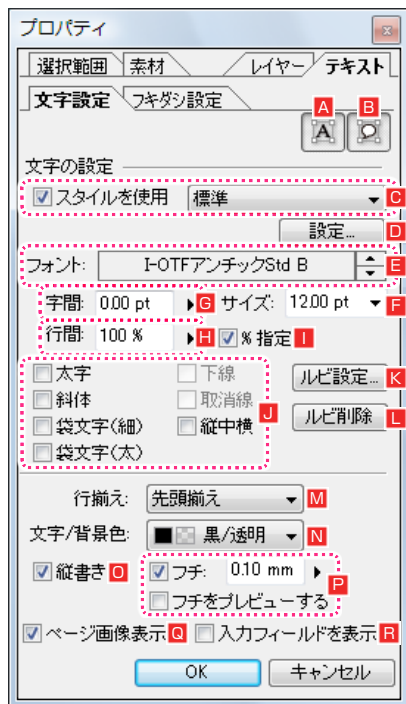 プロパティ
選択範囲 素材 レイヤー テキスト
文字設定 フキダシ設定
A B
A
文字の設定
スタイルを使用 標準 C
設定... D
フォント: I-OTFアンチックStd B E
字間: 0.00 pt G サイズ: 12.00 pt F
行間: 100 % H % 指定 I
太字 下線 ルビ設定... K
斜体 取消線 J
袋文字(細) 縦中横 ルビ削除 L
袋文字(太)
行揃え: 先頭揃え M
文字/背景色: 黒/透明 N
縦書き O フチ: 0.10 mm P
フチをプレビューする
ページ画像表示 Q 入力フィールドを表示 R
OK キャンセル